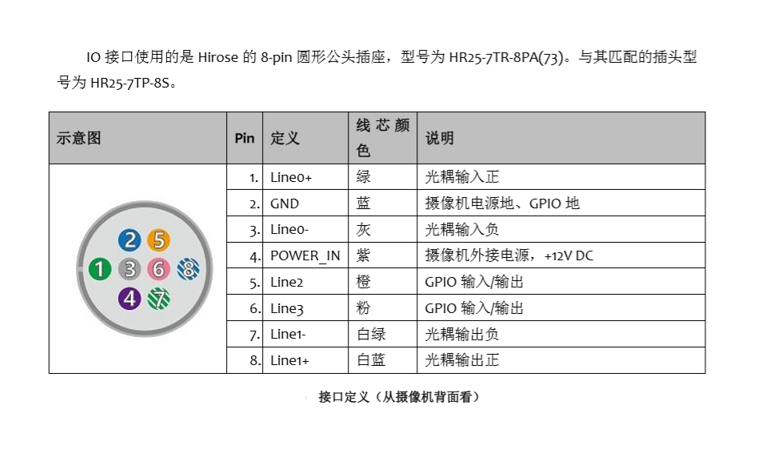 IO 接口使用的是 Hirose 的 8-pin 圆形公头插座，型号为 HR25-7TR-8PA(73)。与其匹配的插头型
号为 HR25-7TP-8S。
示意图 Pin 定义 线芯颜色 说明
1. Line0+ 绿 光耦输入正
2. GND 蓝 摄像机电源地、GPIO 地
3. Line0- 灰 光耦输入负
4. POWER_IN 紫 摄像机外接电源，+12V DC
5. Line2 橙 GPIO 输入/输出
6. Line3 粉 GPIO 输入/输出
7. Line1- 白绿 光耦输出负
8. Line1+ 白蓝 光耦输出正
2 5
1 3 6 8
4 7
接口定义（从摄像机背面看）